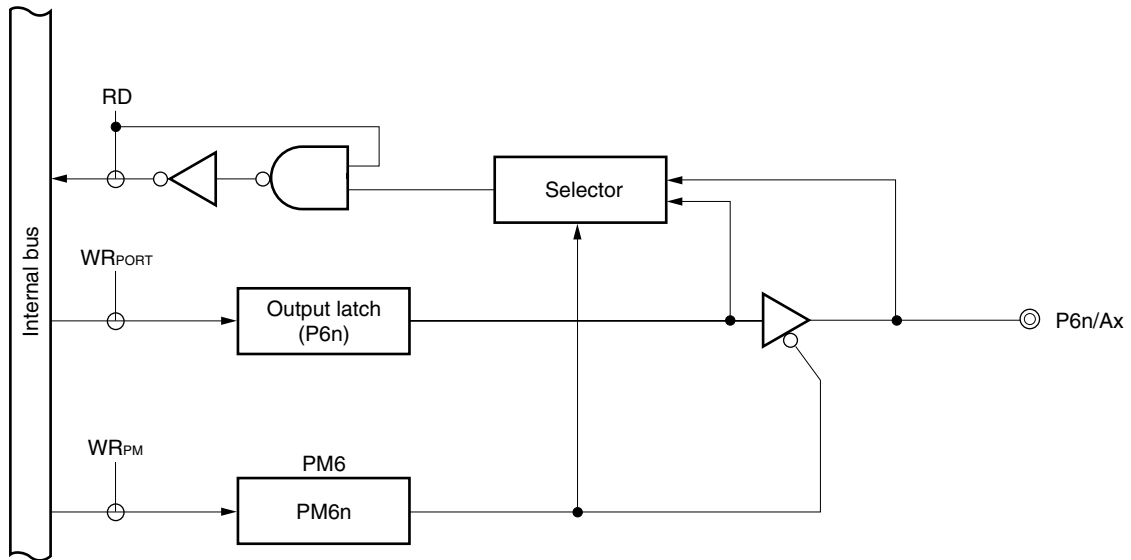 RD
Selector
Internal bus
WRPORT
Output latch
(P6n)
P6n/Ax
WRPM
PM6
PM6n